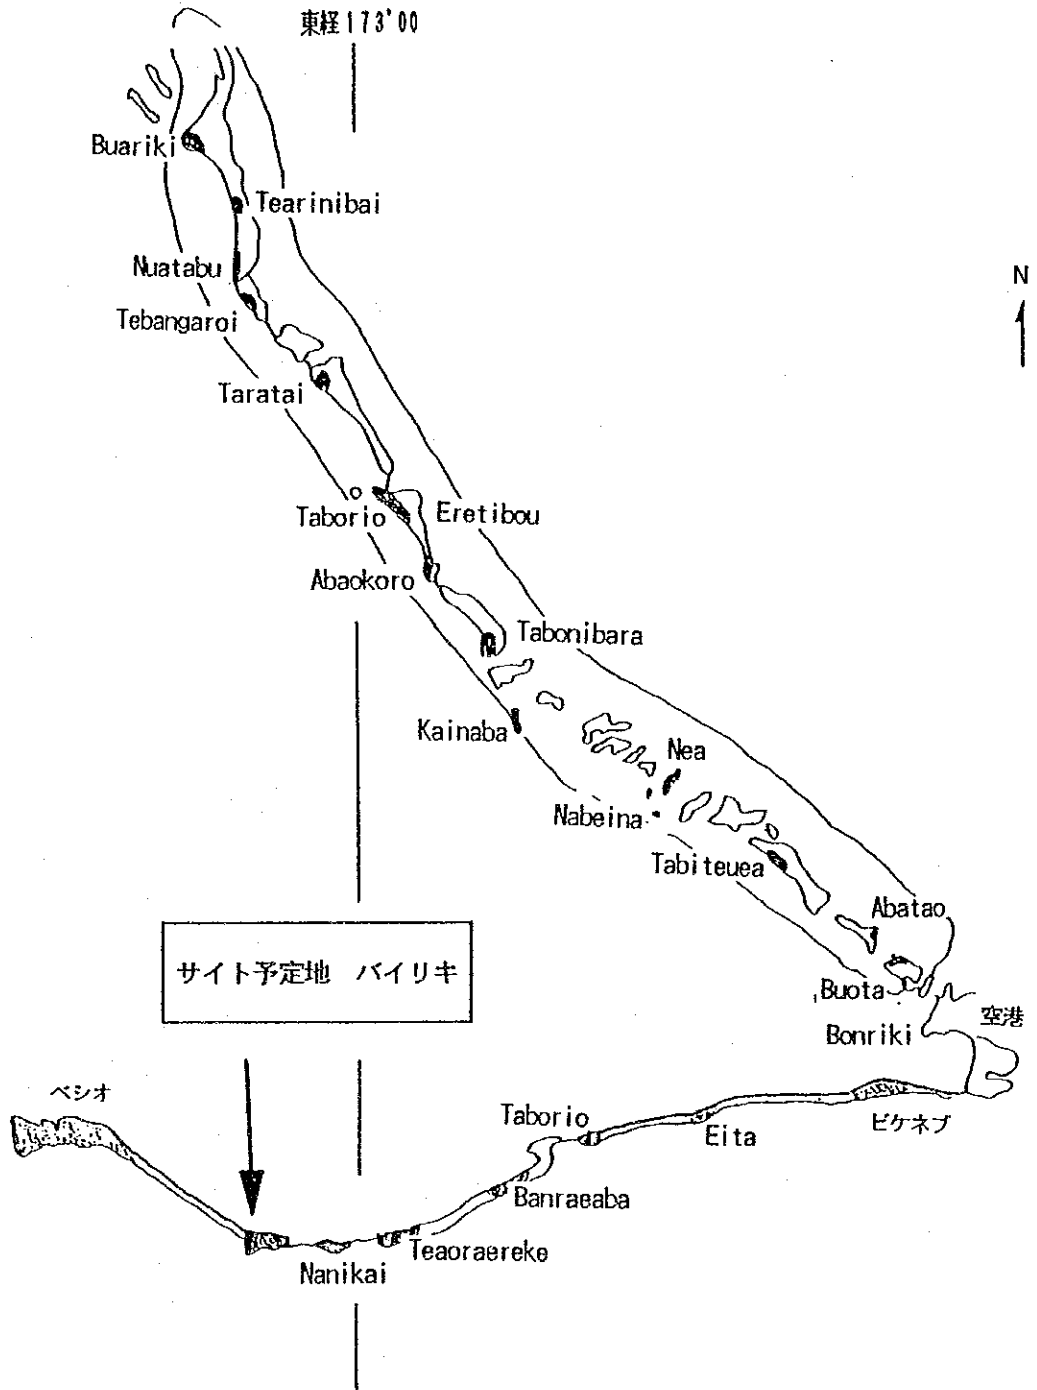 東経173°00
Buariki
Tearinibai
Nuatabu
N
Tebangaroi
Taratai
Taborio
Eretibou
Abaokoro
Tabonibara
Kainaba
Nea
Nabeina
Tabiteuea
Abatao
サイト予定地 バイリキ
Buota
空港
Bonriki
ベシオ
Taborio
Eita
ビケネブ
Banraeaba
Teaoraereke
Nanikai